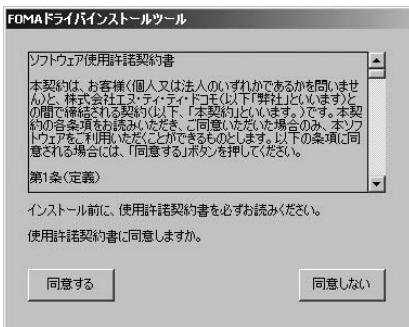 FOMAドライバインストールツール
ソフトウェア使用許諾契約書
本契約は、お客様(個人又は法人のいずれかであるかを問いませ
ん)と、株式会社エヌ・ティ・ティ・ドコモ(以下「弊社」といいます)と
の間で締結される契約(以下、「本契約」といいます。)です。本契
約の各条項をお読みいただき、ご同意いただいた場合のみ、本ソフ
トウェアをご利用いただくことができるものとします。以下の条項に同
意される場合には、「同意する」ボタンを押してください。
第1条(定義)
インストール前に、使用許諾契約書を必ずお読みください。
使用許諾契約書に同意しますか。
同意する
同意しない